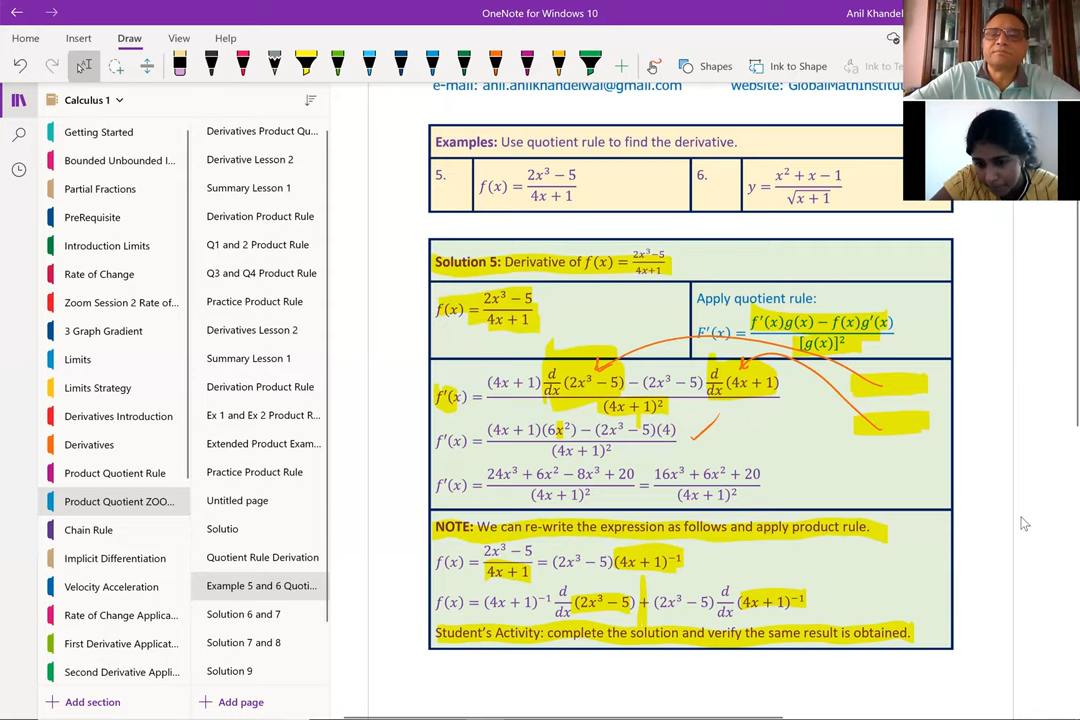 OneNote for Windows 10
Anil Khandel
Home Insert Draw View Help
Shapes Ink to Shape Ink to Te
Calculus 1
Getting Started
Bounded Unbounded I...
Partial Fractions
PreRequisite
Introduction Limits
Rate of Change
Zoom Session 2 Rate of...
3 Graph Gradient
Limits
Limits Strategy
Derivatives Introduction
Derivatives
Product Quotient Rule
Product Quotient ZOO...
Chain Rule
Implicit Differentiation
Velocity Acceleration
Rate of Change Applica...
First Derivative Applicat...
Second Derivative Appli...
+ Add section
Derivatives Product Qu...
Derivative Lesson 2
Summary Lesson 1
Derivation Product Rule
Q1 and 2 Product Rule
Q3 and Q4 Product Rule
Practice Product Rule
Derivatives Lesson 2
Summary Lesson 1
Derivation Product Rule
Ex 1 and Ex 2 Product R...
Extended Product Exam...
Practice Product Rule
Untitled page
Solutio
Quotient Rule Derivation
Example 5 and 6 Quoti...
Solution 6 and 7
Solution 7 and 8
Solution 9
+ Add page
e-mail: anil.anilkhandelwal@gmail.com website: GlobalMathInstitut
Examples: Use quotient rule to find the derivative.
5. f(x) = (2x³ − 5)/(4x + 1) 6. y = (x² + x − 1)/√(x + 1)
Solution 5: Derivative of f(x) = (2x³−5)/(4x+1)
f(x) = (2x³ − 5)/(4x + 1)
Apply quotient rule:
F′(x) = (f′(x)g(x) − f(x)g′(x))/[g(x)]²
f′(x) = ((4x + 1) d/dx (2x³ − 5) − (2x³ − 5) d/dx (4x + 1))/(4x + 1)²
f′(x) = ((4x + 1)(6x²) − (2x³ − 5)(4))/(4x + 1)²
f′(x) = (24x³ + 6x² − 8x³ + 20)/(4x + 1)² = (16x³ + 6x² + 20)/(4x + 1)²
NOTE: We can re-write the expression as follows and apply product rule.
f(x) = (2x³ − 5)/(4x + 1) = (2x³ − 5)(4x + 1)⁻¹
f(x) = (4x + 1)⁻¹ d/dx (2x³ − 5) + (2x³ − 5) d/dx (4x + 1)⁻¹
Student's Activity: complete the solution and verify the same result is obtained.